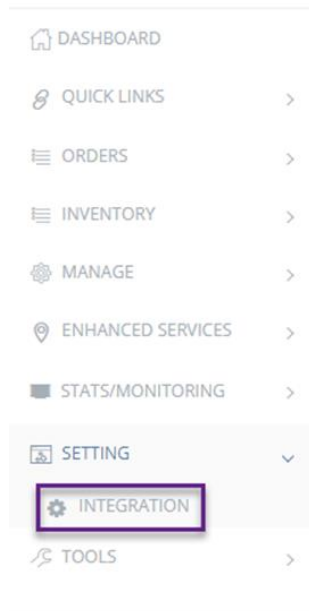 DASHBOARD
QUICK LINKS
ORDERS
INVENTORY
MANAGE
ENHANCED SERVICES
STATS/MONITORING
SETTING
INTEGRATION
TOOLS